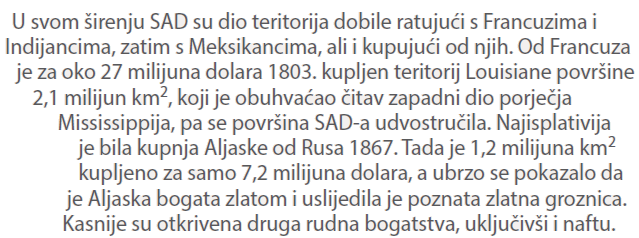 U svom širenju SAD su dio teritorija dobile ratujući s Francuzima i
Indijancima, zatim s Meksikancima, ali i kupujući od njih. Od Francuza
je za oko 27 milijuna dolara 1803. kupljen teritorij Louisiane površine
2,1 milijun km², koji je obuhvaćao čitav zapadni dio porječja
Mississippija, pa se površina SAD-a udvostručila. Najisplativija
je bila kupnja Aljaske od Rusa 1867. Tada je 1,2 milijuna km²
kupljeno za samo 7,2 milijuna dolara, a ubrzo se pokazalo da
je Aljaska bogata zlatom i uslijedila je poznata zlatna groznica.
Kasnije su otkrivena druga rudna bogatstva, uključivši i naftu.